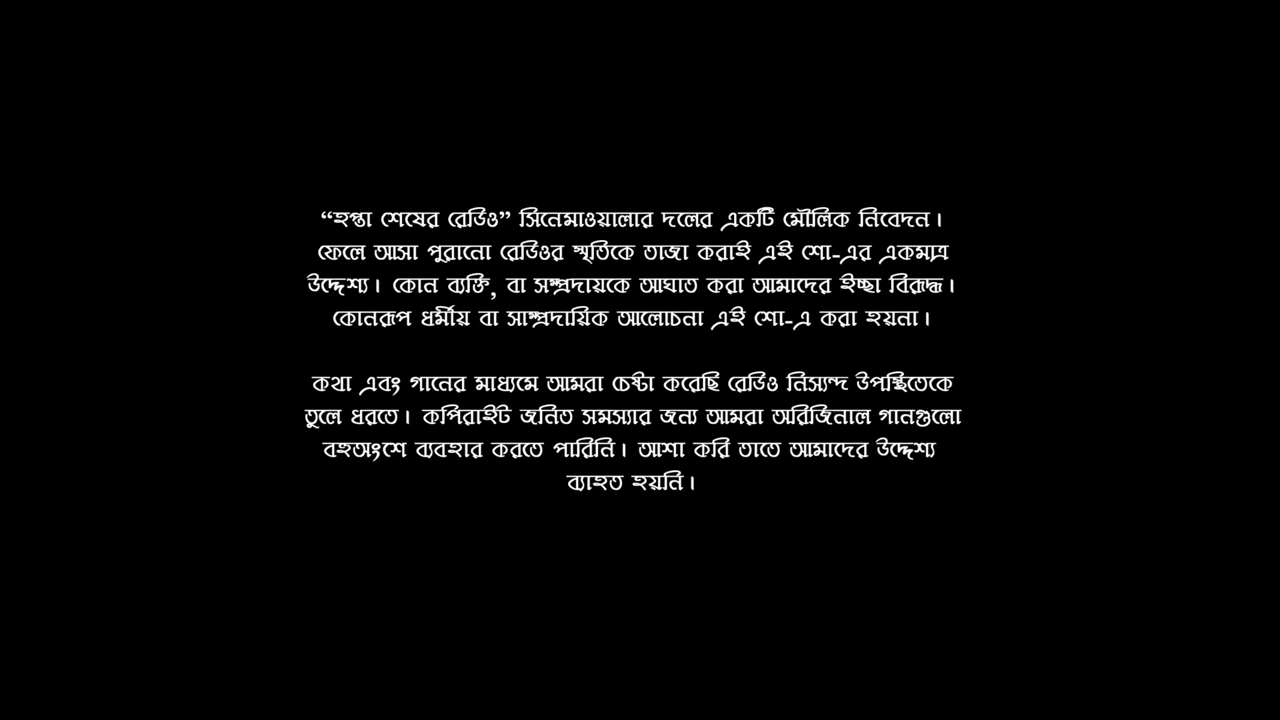 “হপ্তা শেষের রেডিও” সিনেমাওয়ালার দলের একটি মৌলিক নিবেদন।
ফেলে আসা পুরানো রেডিওর স্মৃতিকে তাজা করাই এই শো-এর একমাত্র
উদ্দেশ্য। কোন ব্যক্তি, বা সম্প্রদায়কে আঘাত করা আমাদের ইচ্ছা বিরূদ্ধ।
কোনরূপ ধর্মীয় বা সাম্প্রদায়িক আলোচনা এই শো-এ করা হয়না।
কথা এবং গানের মাধ্যমে আমরা চেষ্টা করেছি রেডিও নিস্যন্দ উপস্থিতেকে
তুলে ধরতে। কপিরাইট জনিত সমস্যার জন্য আমরা অরিজিনাল গানগুলো
বহুঅংশে ব্যবহার করতে পারিনি। আশা করি তাতে আমাদের উদ্দেশ্য
ব্যাহত হয়নি।